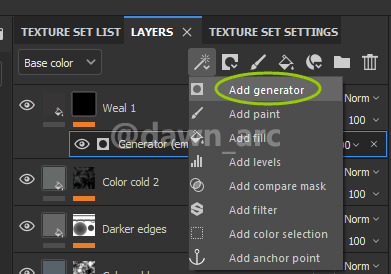 TEXTURE SET LIST LAYERS × TEXTURE SET SETTINGS
Base color
Add generator
Add paint
Add fill
Add levels
Add compare mask
Add filter
Add color selection
Add anchor point
Weal 1
Norm
100
@dawn_arc
Generator (em
×
Color cold 2
Norm
100
Darker edges
Norm
100
Norm